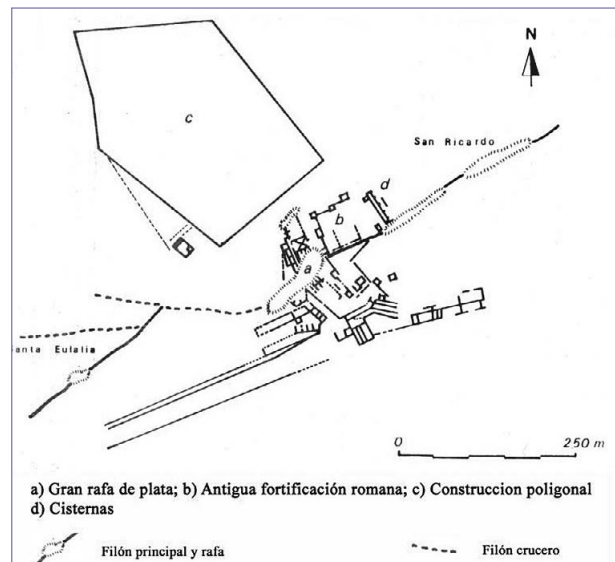 N
c
San Ricardo
d
b
a
anta Eulalia
0 250 m
a) Gran rafa de plata; b) Antigua fortificación romana; c) Construccion poligonal
d) Cisternas
Filón principal y rafa Filón crucero